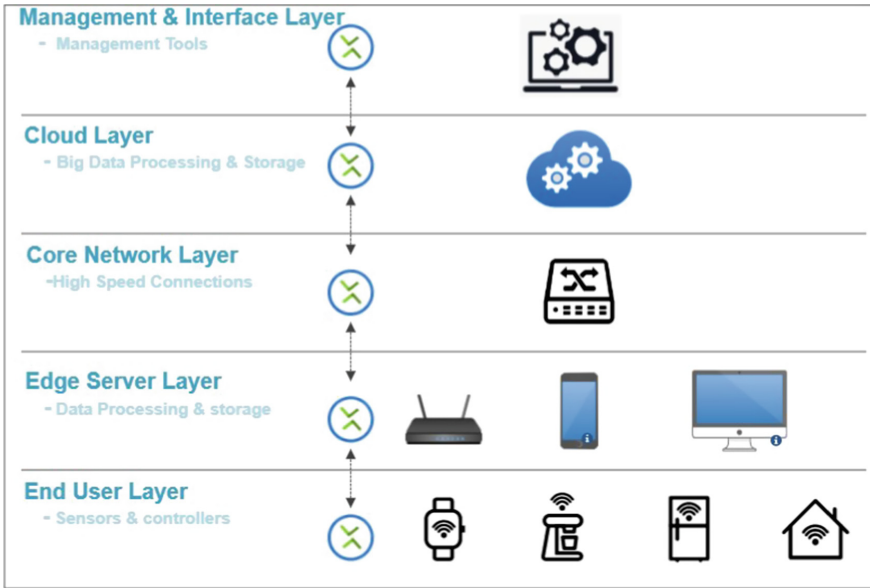 Management & Interface Layer
- Management Tools
Cloud Layer
- Big Data Processing & Storage
Core Network Layer
-High Speed Connections
Edge Server Layer
- Data Processing & storage
End User Layer
- Sensors & controllers